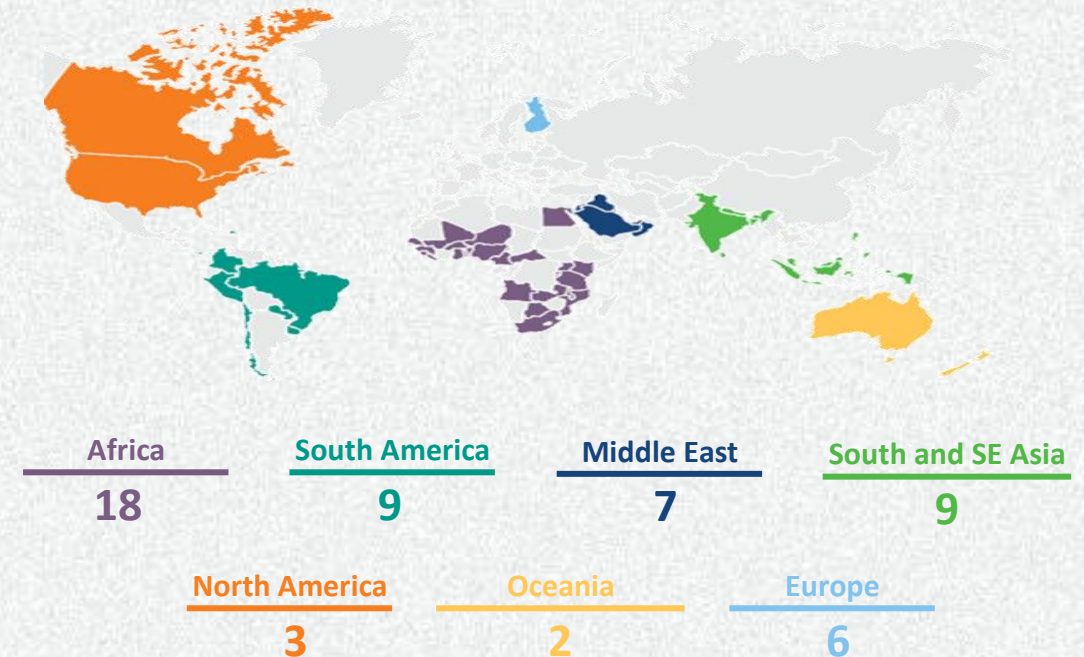 Africa
18
South America
9
Middle East
7
South and SE Asia
9
North America
3
Oceania
2
Europe
6